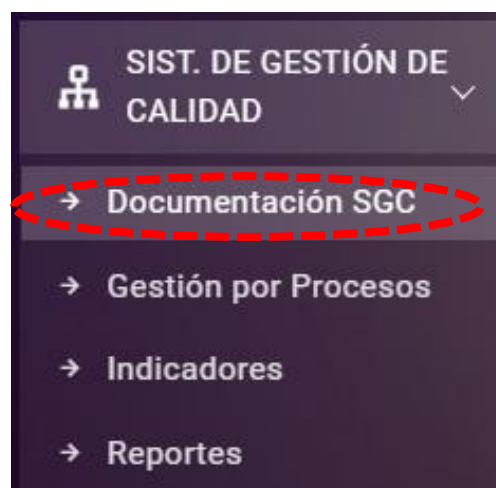 SIST. DE GESTIÓN DE
CALIDAD
Documentación SGC
Gestión por Procesos
Indicadores
Reportes